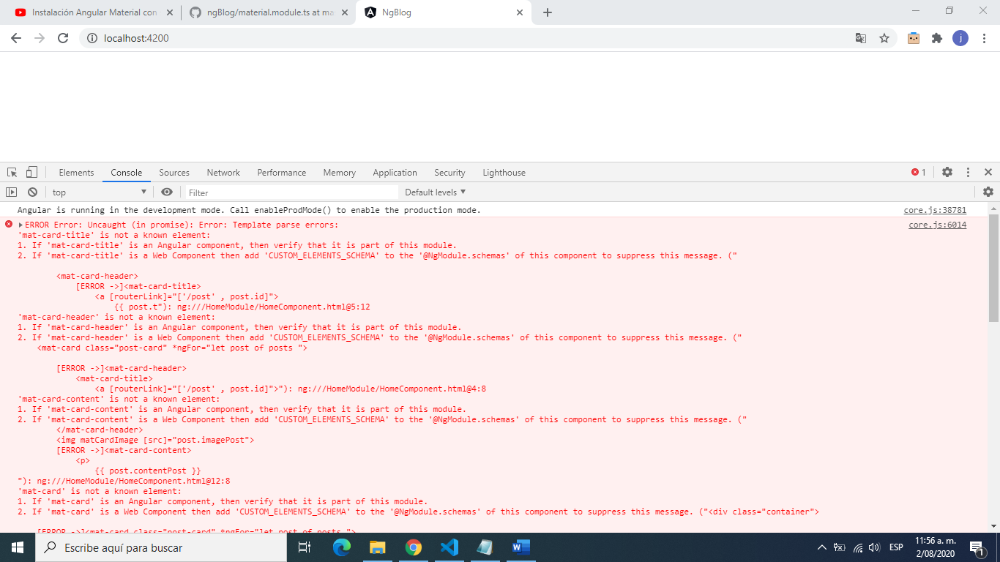 Instalación Angular Material con
ngBlog/material.module.ts at ma
NgBlog
localhost:4200
j
Elements Console Sources Network Performance Memory Application Security Lighthouse
1
top
Filter
Default levels
Angular is running in the development mode. Call enableProdMode() to enable the production mode. core.js:38781
ERROR Error: Uncaught (in promise): Error: Template parse errors: core.js:6014
'mat-card-title' is not a known element:
1. If 'mat-card-title' is an Angular component, then verify that it is part of this module.
2. If 'mat-card-title' is a Web Component then add 'CUSTOM_ELEMENTS_SCHEMA' to the '@NgModule.schemas' of this component to suppress this message. ("
<mat-card-header>
[ERROR ->]<mat-card-title>
<a [routerLink]="['/post' , post.id]">
{{ post.t"): ng:///HomeModule/HomeComponent.html@5:12
'mat-card-header' is not a known element:
1. If 'mat-card-header' is an Angular component, then verify that it is part of this module.
2. If 'mat-card-header' is a Web Component then add 'CUSTOM_ELEMENTS_SCHEMA' to the '@NgModule.schemas' of this component to suppress this message. ("
<mat-card class="post-card" *ngFor="let post of posts ">
[ERROR ->]<mat-card-header>
<mat-card-title>
<a [routerLink]="['/post' , post.id]">"): ng:///HomeModule/HomeComponent.html@4:8
'mat-card-content' is not a known element:
1. If 'mat-card-content' is an Angular component, then verify that it is part of this module.
2. If 'mat-card-content' is a Web Component then add 'CUSTOM_ELEMENTS_SCHEMA' to the '@NgModule.schemas' of this component to suppress this message. ("
</mat-card-header>
<img matCardImage [src]="post.imagePost">
[ERROR ->]<mat-card-content>
<p>
{{ post.contentPost }}
"): ng:///HomeModule/HomeComponent.html@12:8
'mat-card' is not a known element:
1. If 'mat-card' is an Angular component, then verify that it is part of this module.
2. If 'mat-card' is a Web Component then add 'CUSTOM_ELEMENTS_SCHEMA' to the '@NgModule.schemas' of this component to suppress this message. ("<div class="container">
[ERROR ->]<mat-card class="post-card" *ngFor="let post of posts ">
Escribe aquí para buscar
ESP
11:56 a. m.
2/08/2020
1